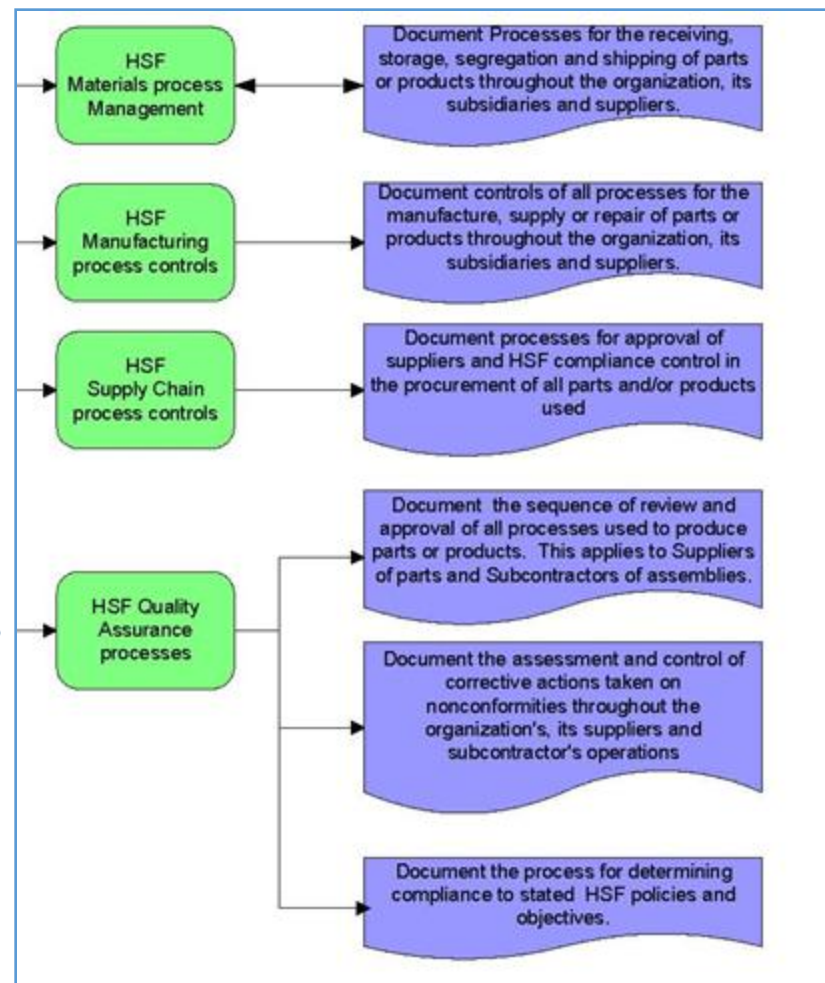 HSF
Materials process
Management
Document Processes for the receiving,
storage, segregation and shipping of parts
or products throughout the organization, its
subsidiaries and suppliers.
HSF
Manufacturing
process controls
Document controls of all processes for the
manufacture, supply or repair of parts or
products throughout the organization, its
subsidiaries and suppliers.
HSF
Supply Chain
process controls
Document processes for approval of
suppliers and HSF compliance control in
the procurement of all parts and/or products
used
HSF Quality
Assurance
processes
Document the sequence of review and
approval of all processes used to produce
parts or products. This applies to Suppliers
of parts and Subcontractors of assemblies.
Document the assessment and control of
corrective actions taken on
nonconformities throughout the
organization's, its suppliers and
subcontractor's operations
Document the process for determining
compliance to stated HSF policies and
objectives.